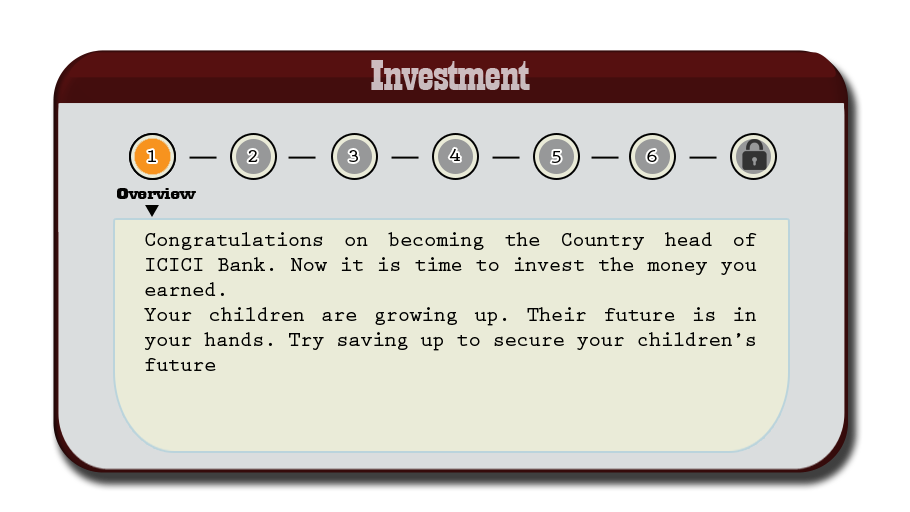 Investment
1 2 3 4 5 6
Overview
Congratulations on becoming the Country head of
ICICI Bank. Now it is time to invest the money you
earned.
Your children are growing up. Their future is in
your hands. Try saving up to secure your children's
future